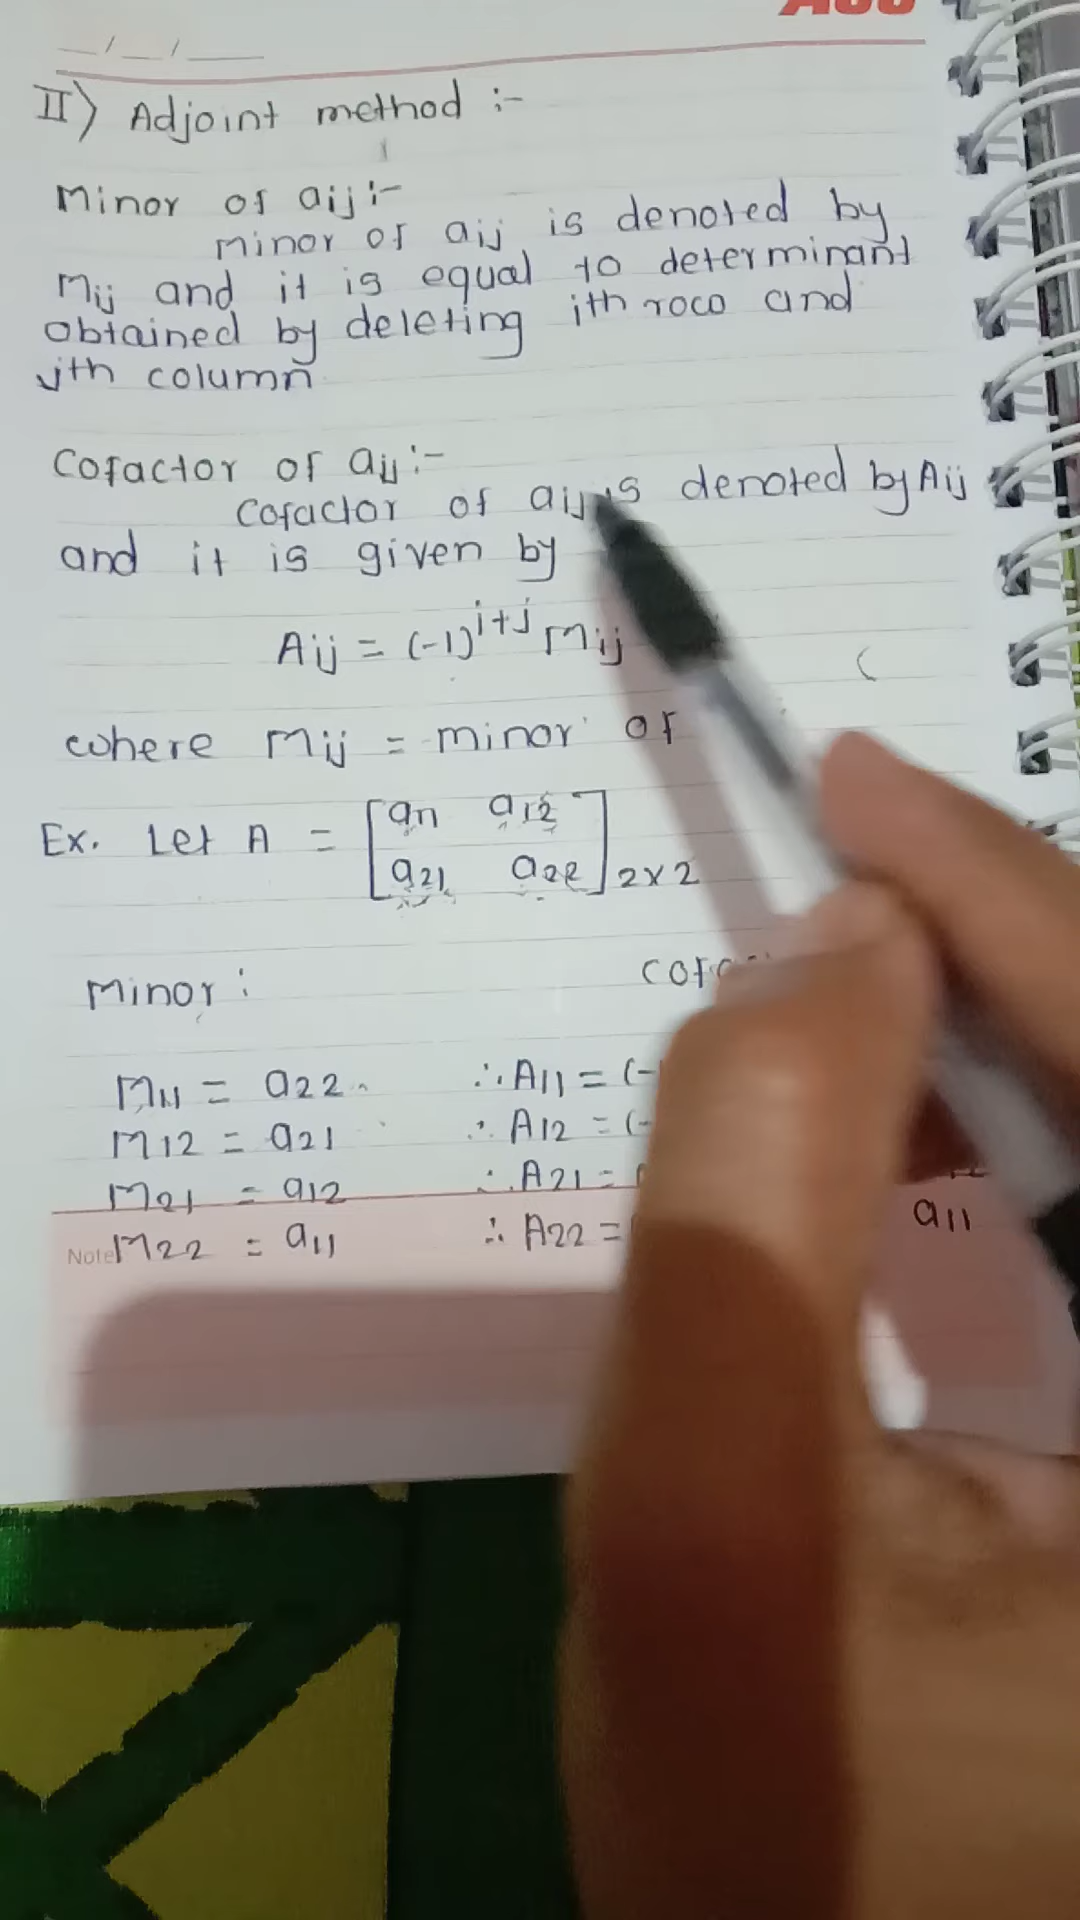 __/__/____
II) Adjoint method :-
Minor of aij :-
minor of aij is denoted by
Mij and it is equal to determinant
obtained by deleting ith row and
jth column
Cofactor of aij :-
Cofactor of aij is denoted by Aij
and it is given by
Aij = (-1)^i+j Mij
where Mij = minor of
Ex. Let A = [a11 a12
a21 a22] 2x2
Minor :
M11 = a22 ∴ A11 = (-
M12 = a21 ∴ A12 = (-
M21 = a12 ∴ A21 =
Note M22 = a11 ∴ A22 = a11